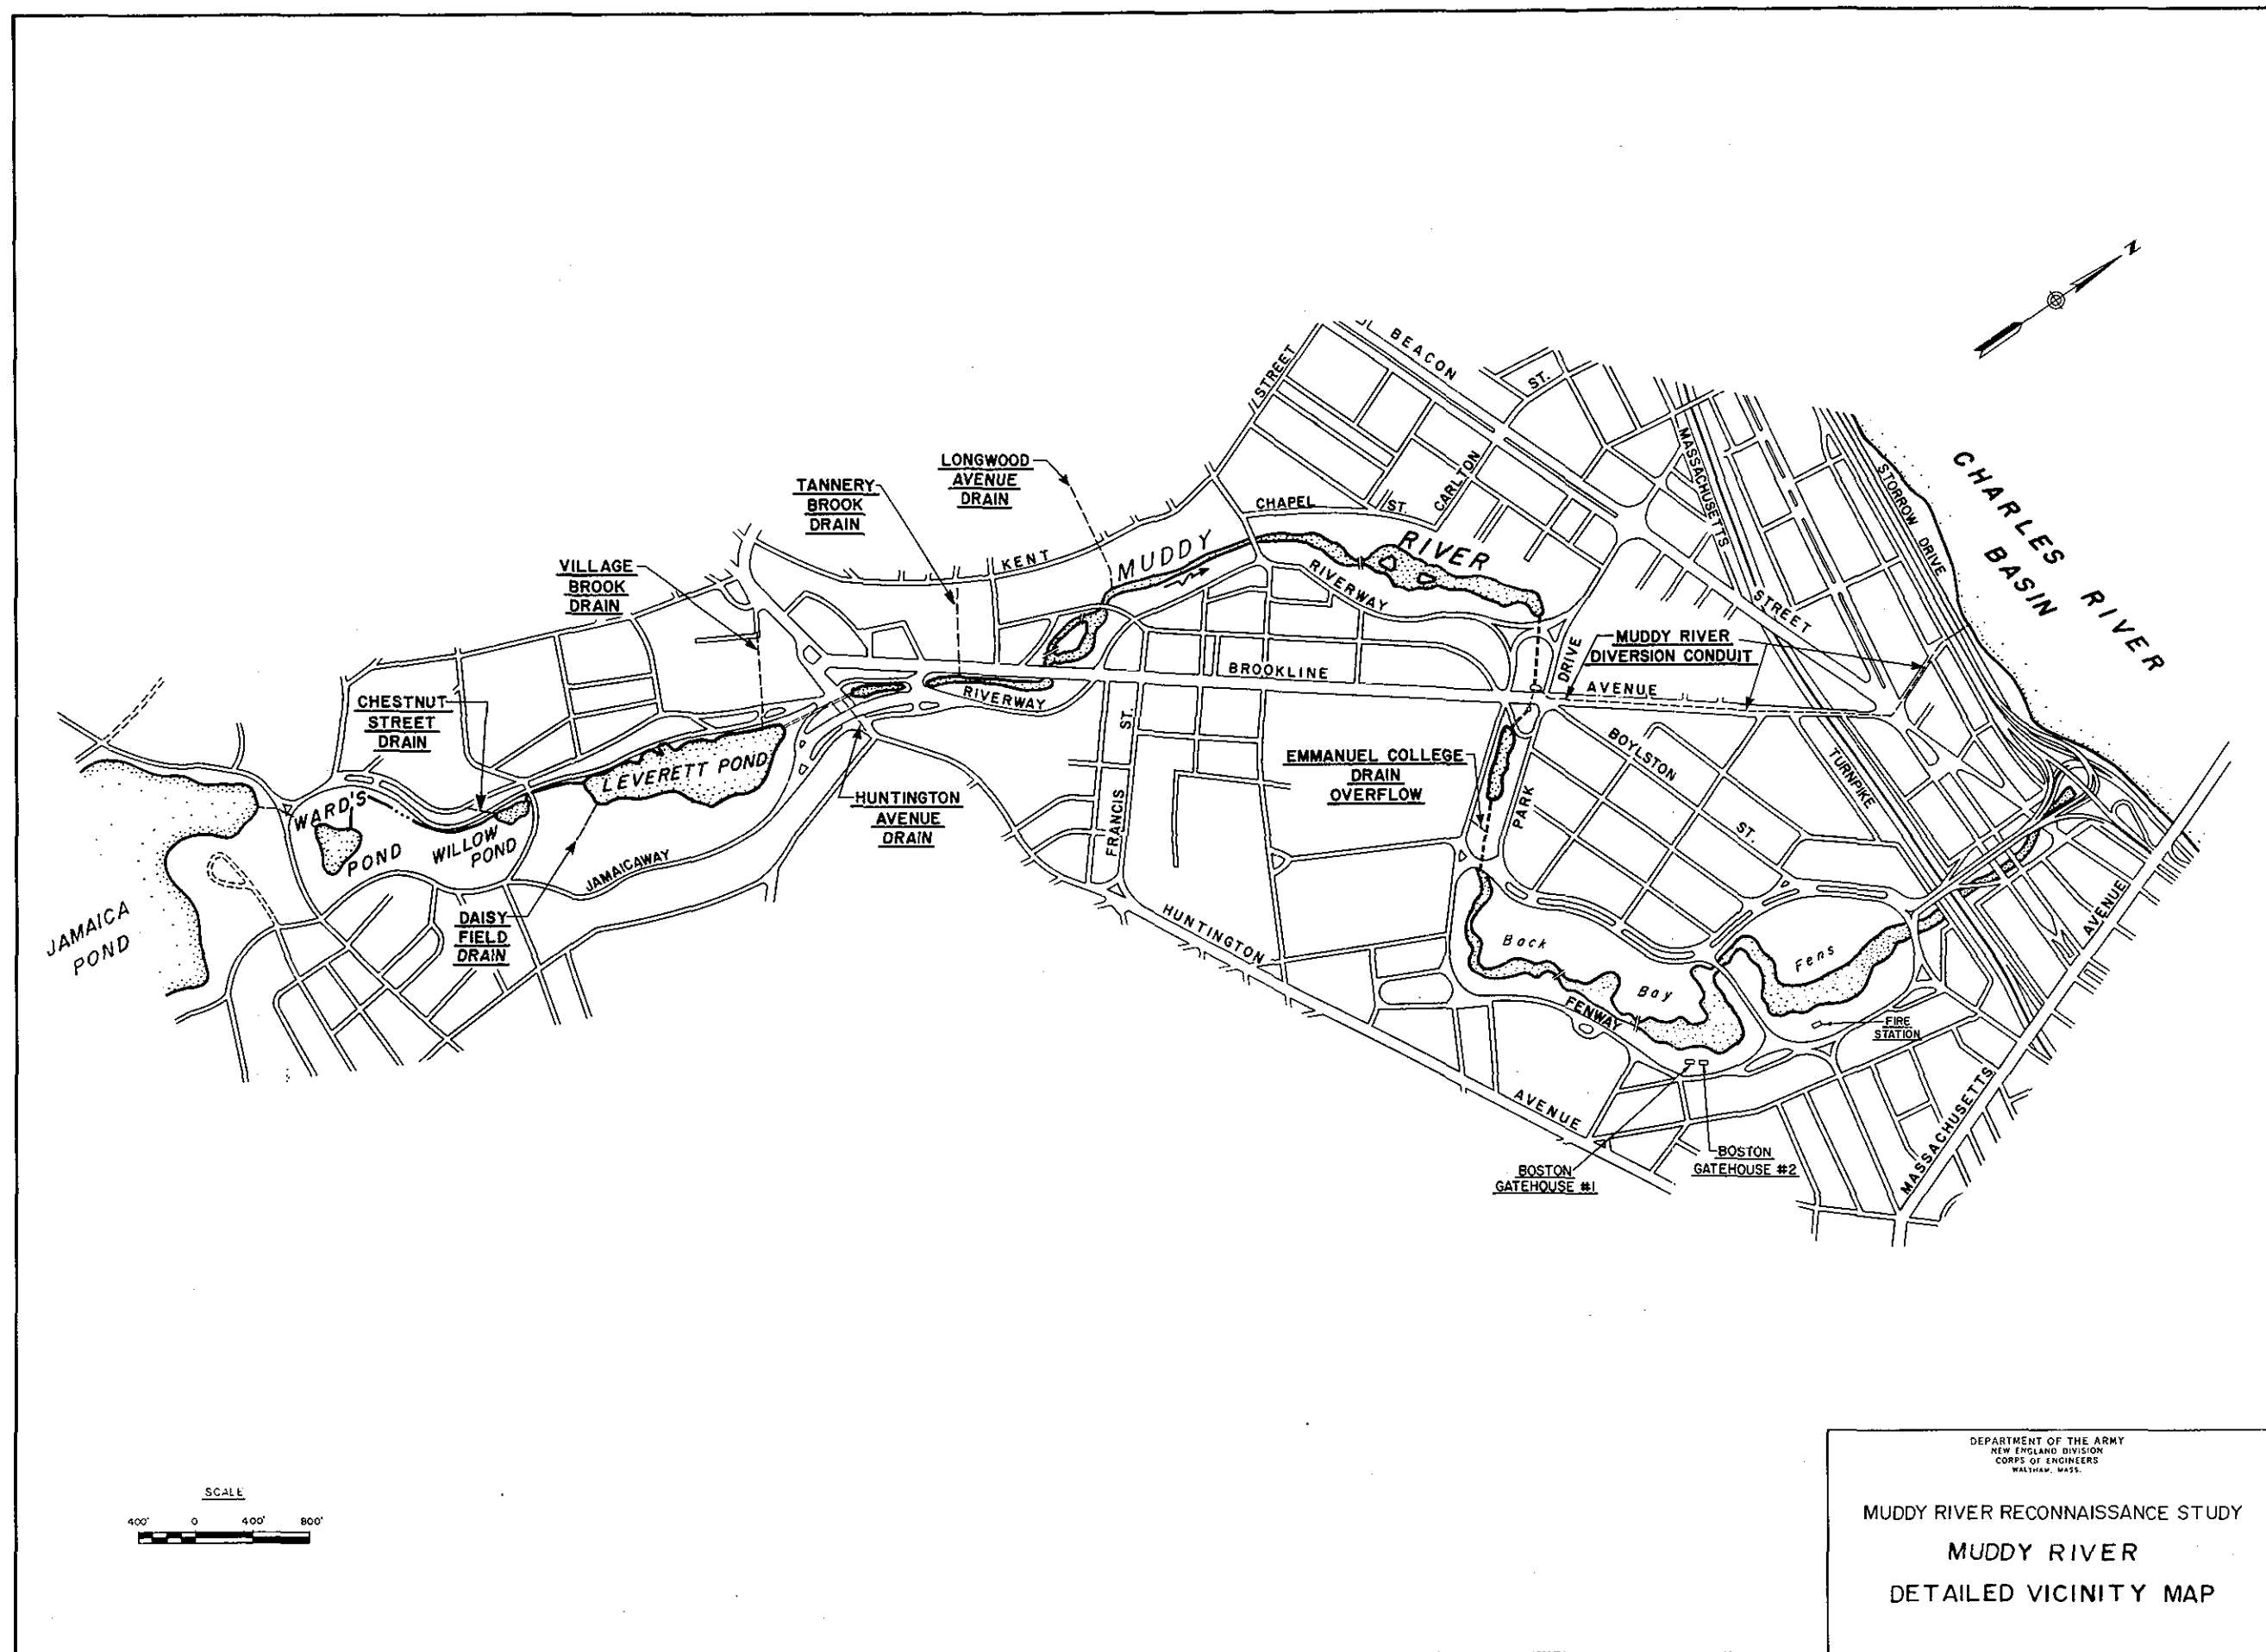 N
BEACON
ST.
STREET
MASSACHUSETTS
STORROW DRIVE
CHARLES RIVER
BASIN
LONGWOOD
AVENUE
DRAIN
TANNERY
BROOK
DRAIN
CHAPEL
ST.
CARLTON
VILLAGE
BROOK
DRAIN
KENT
MUDDY
RIVER
RIVERWAY
STREET
MUDDY RIVER
DIVERSION CONDUIT
DRIVE
BROOKLINE
AVENUE
CHESTNUT
STREET
DRAIN
RIVERWAY
ST.
BOYLSTON
ST.
TURNPIKE
LEVERETT POND
EMMANUEL COLLEGE
DRAIN
OVERFLOW
PARK
HUNTINGTON
AVENUE
DRAIN
FRANCIS
WARD'S
POND
WILLOW
POND
JAMAICAWAY
JAMAICA
POND
DAISY
FIELD
DRAIN
HUNTINGTON
AVENUE
Back
Bay
Fens
FENWAY
FIRE
STATION
AVENUE
MASSACHUSETTS
BOSTON
GATEHOUSE #1
BOSTON
GATEHOUSE #2
SCALE
400' 0 400' 800'
DEPARTMENT OF THE ARMY
NEW ENGLAND DIVISION
CORPS OF ENGINEERS
WALTHAM, MASS.
MUDDY RIVER RECONNAISSANCE STUDY
MUDDY RIVER
DETAILED VICINITY MAP